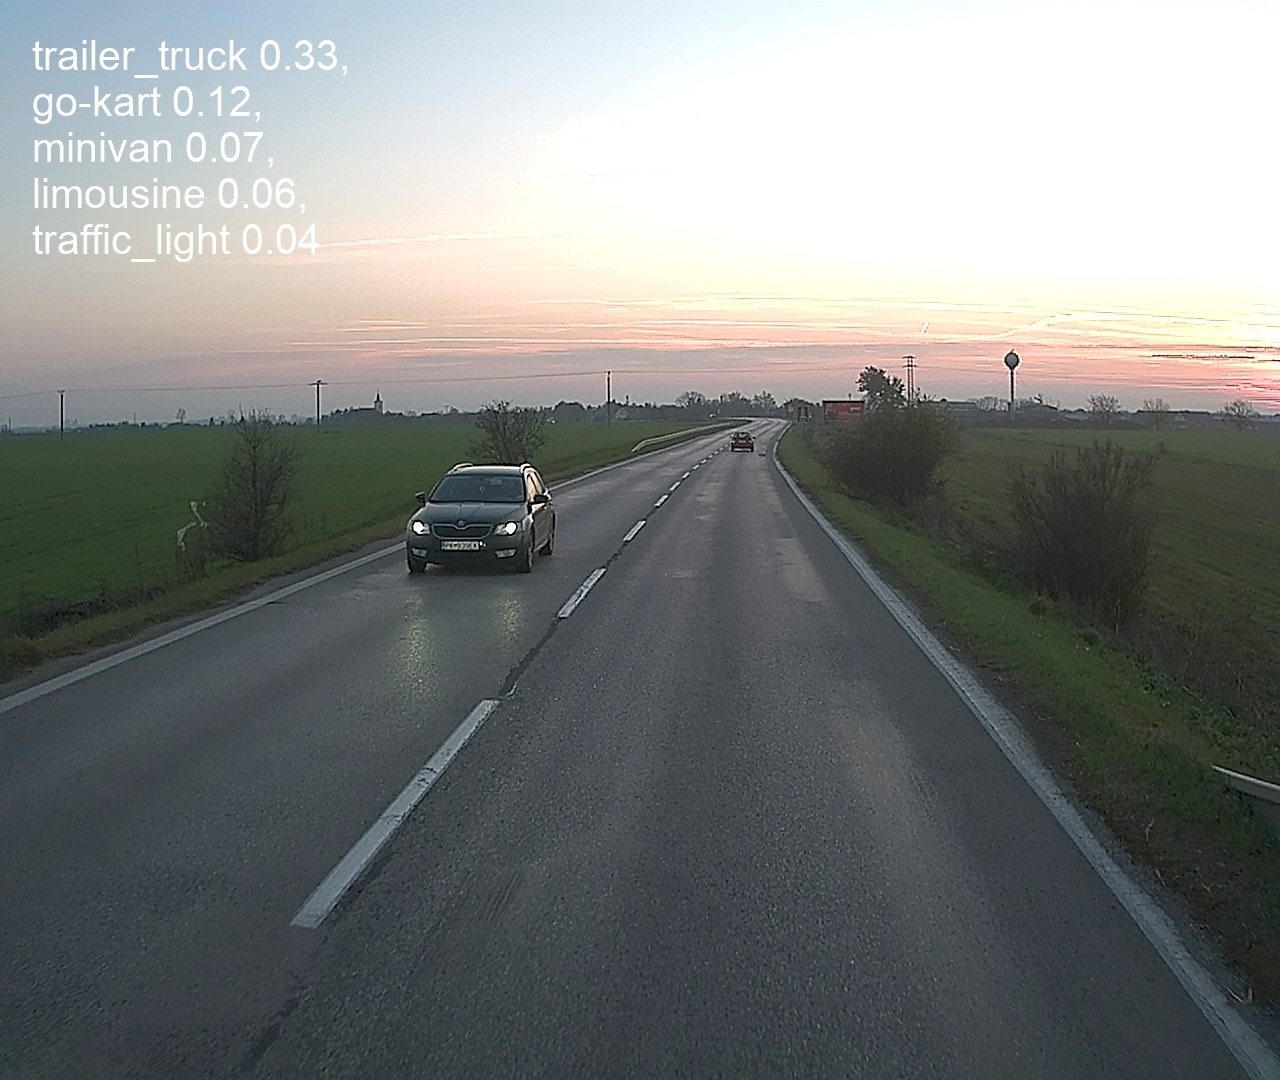 trailer_truck 0.33,
go-kart 0.12,
minivan 0.07,
limousine 0.06,
traffic_light 0.04